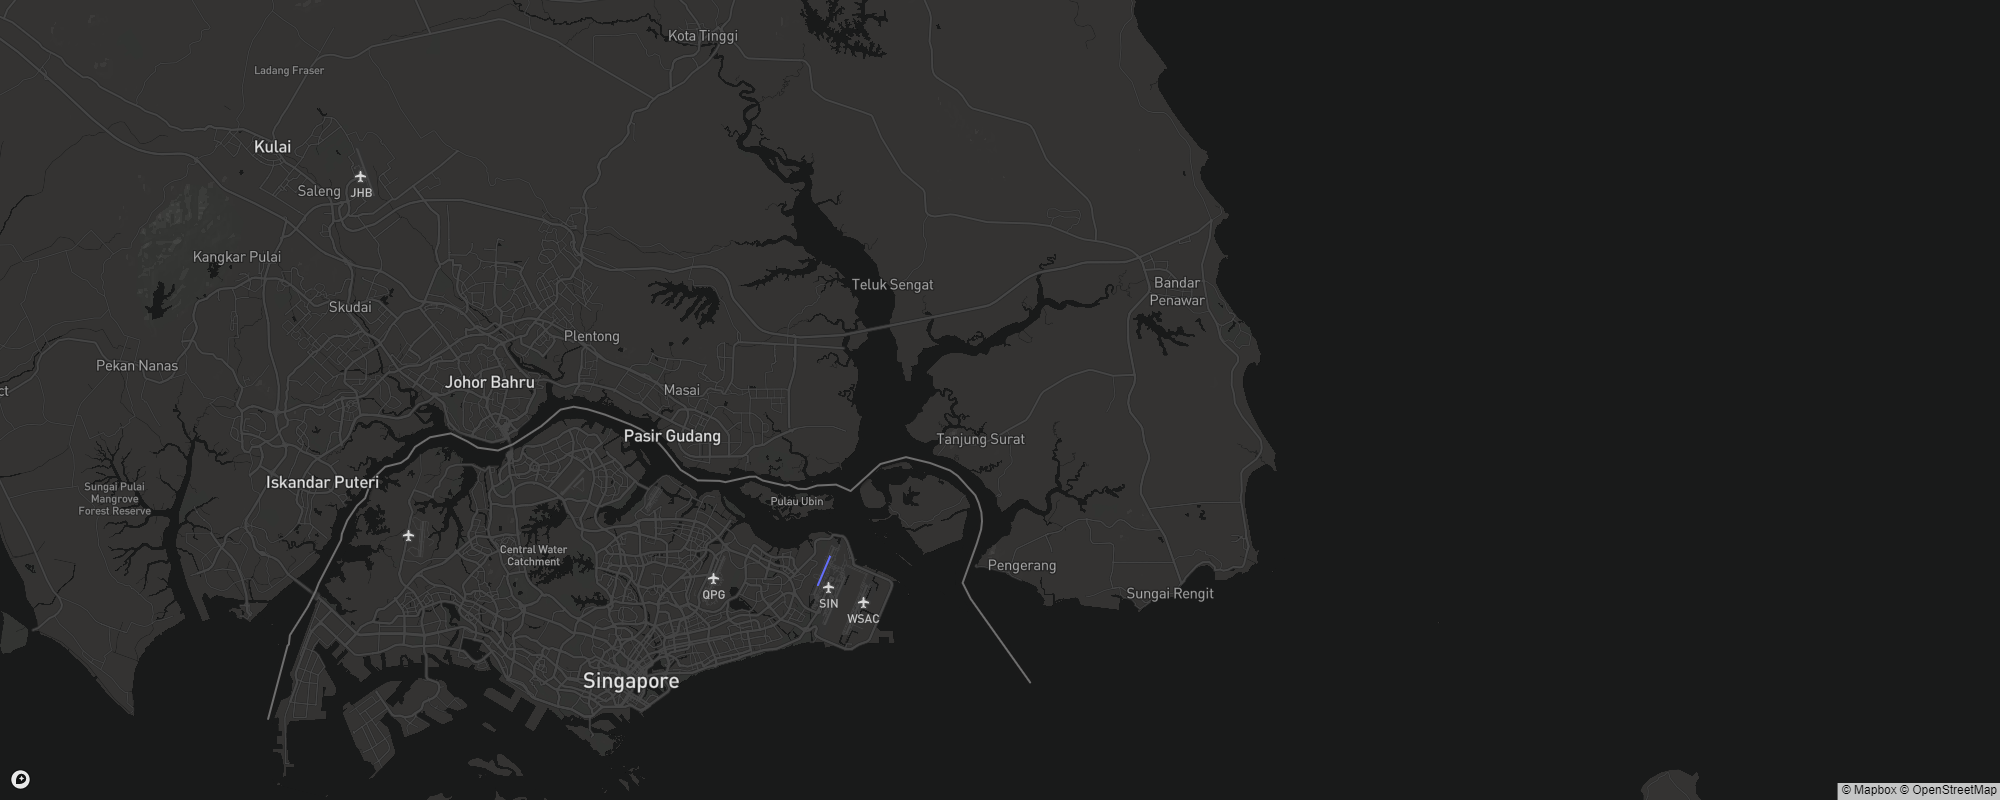 Kota Tinggi
Ladang Fraser
Kulai
Saleng
JHB
Kangkar Pulai
Teluk Sengat
Bandar
Penawar
Skudai
Plentong
Pekan Nanas
Johor Bahru
Masai
ct
Pasir Gudang
Tanjung Surat
Iskandar Puteri
Sungai Pulai
Mangrove
Forest Reserve
Pulau Ubin
Central Water
Catchment
Pengerang
QPG
SIN
WSAC
Sungai Rengit
Singapore
© Mapbox © OpenStreetMap